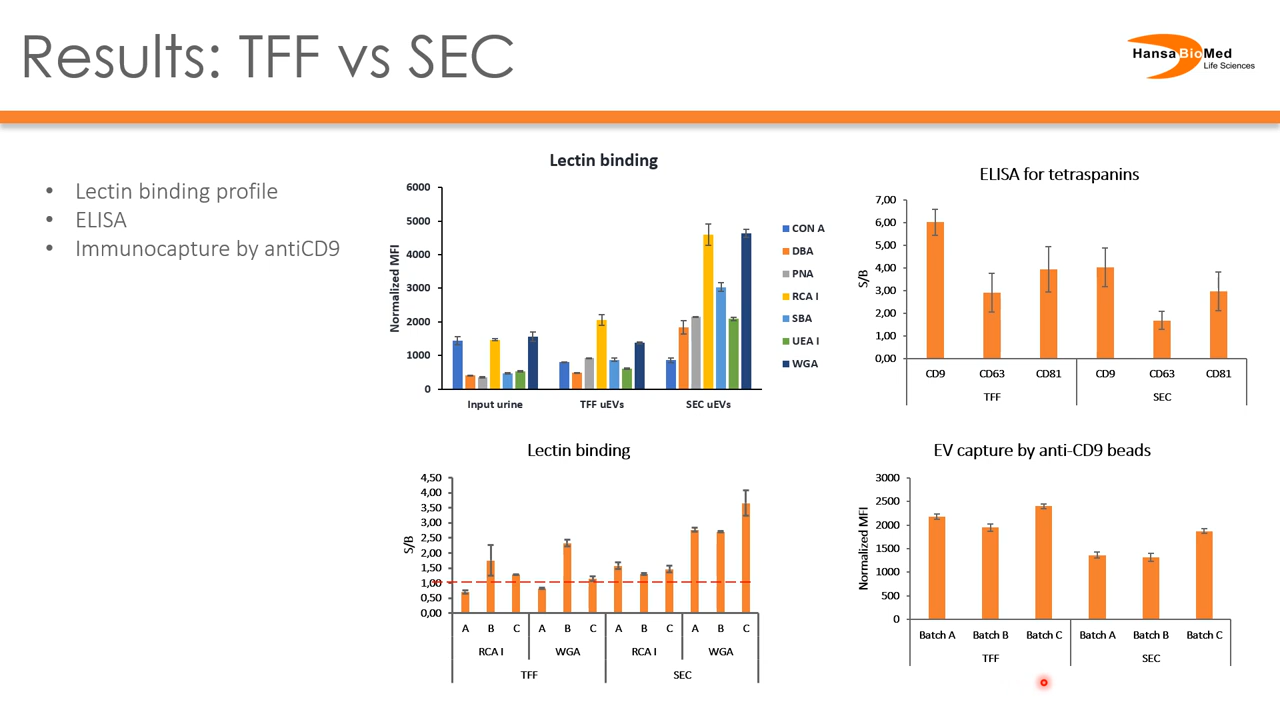 Results: TFF vs SEC
HansaBioMed
Life Sciences
• Lectin binding profile
• ELISA
• Immunocapture by antiCD9
Lectin binding
6000
5000
4000
3000
2000
1000
0
Normalized MFI
Input urine TFF uEVs SEC uEVs
CON A
DBA
PNA
RCA I
SBA
UEA I
WGA
ELISA for tetraspanins
7,00
6,00
5,00
4,00
3,00
2,00
1,00
0,00
S/B
CD9 CD63 CD81 CD9 CD63 CD81
TFF SEC
Lectin binding
4,50
4,00
3,50
3,00
2,50
2,00
1,50
1,00
0,50
0,00
S/B
A B C A B C A B C A B C
RCA I WGA RCA I WGA
TFF SEC
EV capture by anti-CD9 beads
3000
2500
2000
1500
1000
500
0
Normalized MFI
Batch A Batch B Batch C Batch A Batch B Batch C
TFF SEC